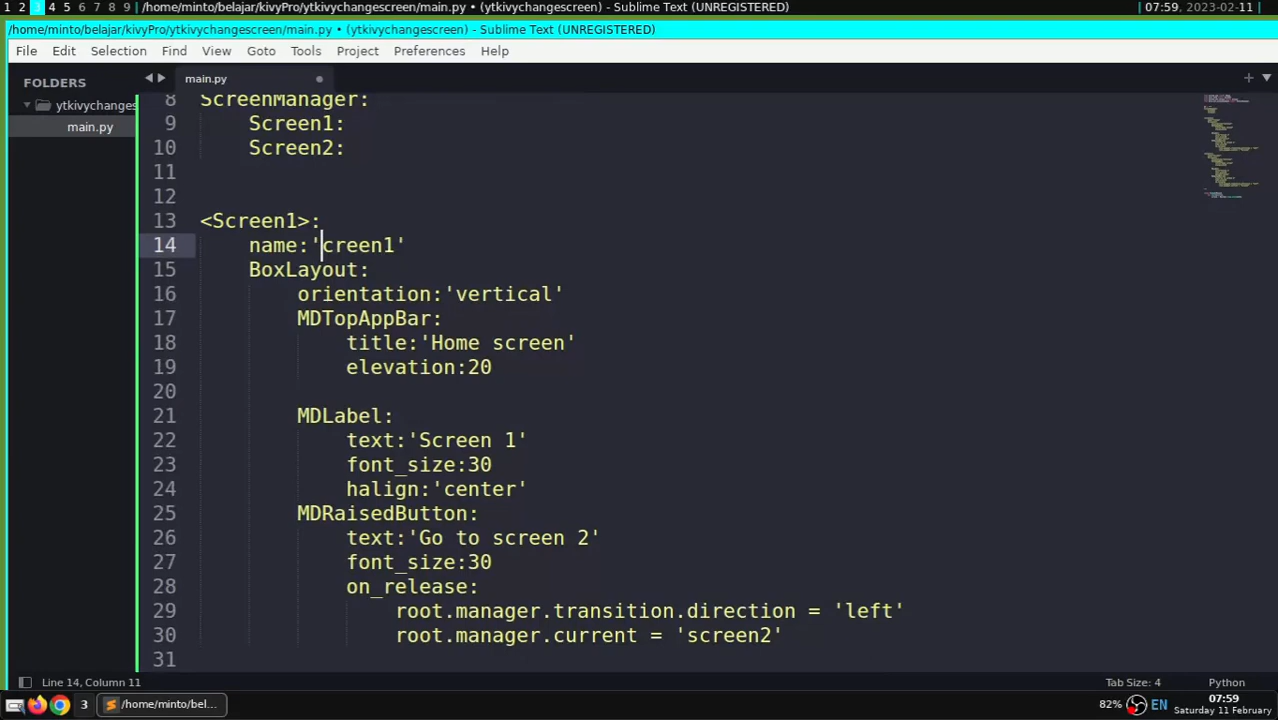 1 2 3 4 5 6 7 8 9 /home/minto/belajar/kivyPro/ytkivychangescreen/main.py • (ytkivychangescreen) - Sublime Text (UNREGISTERED) 07:59, 2023-02-11
/home/minto/belajar/kivyPro/ytkivychangescreen/main.py • (ytkivychangescreen) - Sublime Text (UNREGISTERED)
File Edit Selection Find View Goto Tools Project Preferences Help
FOLDERS
ytkivychanges
main.py
main.py
8 ScreenManager:
9 Screen1:
10 Screen2:
11
12
13 <Screen1>:
14 name:'creen1'
15 BoxLayout:
16 orientation:'vertical'
17 MDTopAppBar:
18 title:'Home screen'
19 elevation:20
20
21 MDLabel:
22 text:'Screen 1'
23 font_size:30
24 halign:'center'
25 MDRaisedButton:
26 text:'Go to screen 2'
27 font_size:30
28 on_release:
29 root.manager.transition.direction = 'left'
30 root.manager.current = 'screen2'
31
Line 14, Column 11 Tab Size: 4 Python
3 /home/minto/bel... 82% EN 07:59
Saturday 11 February